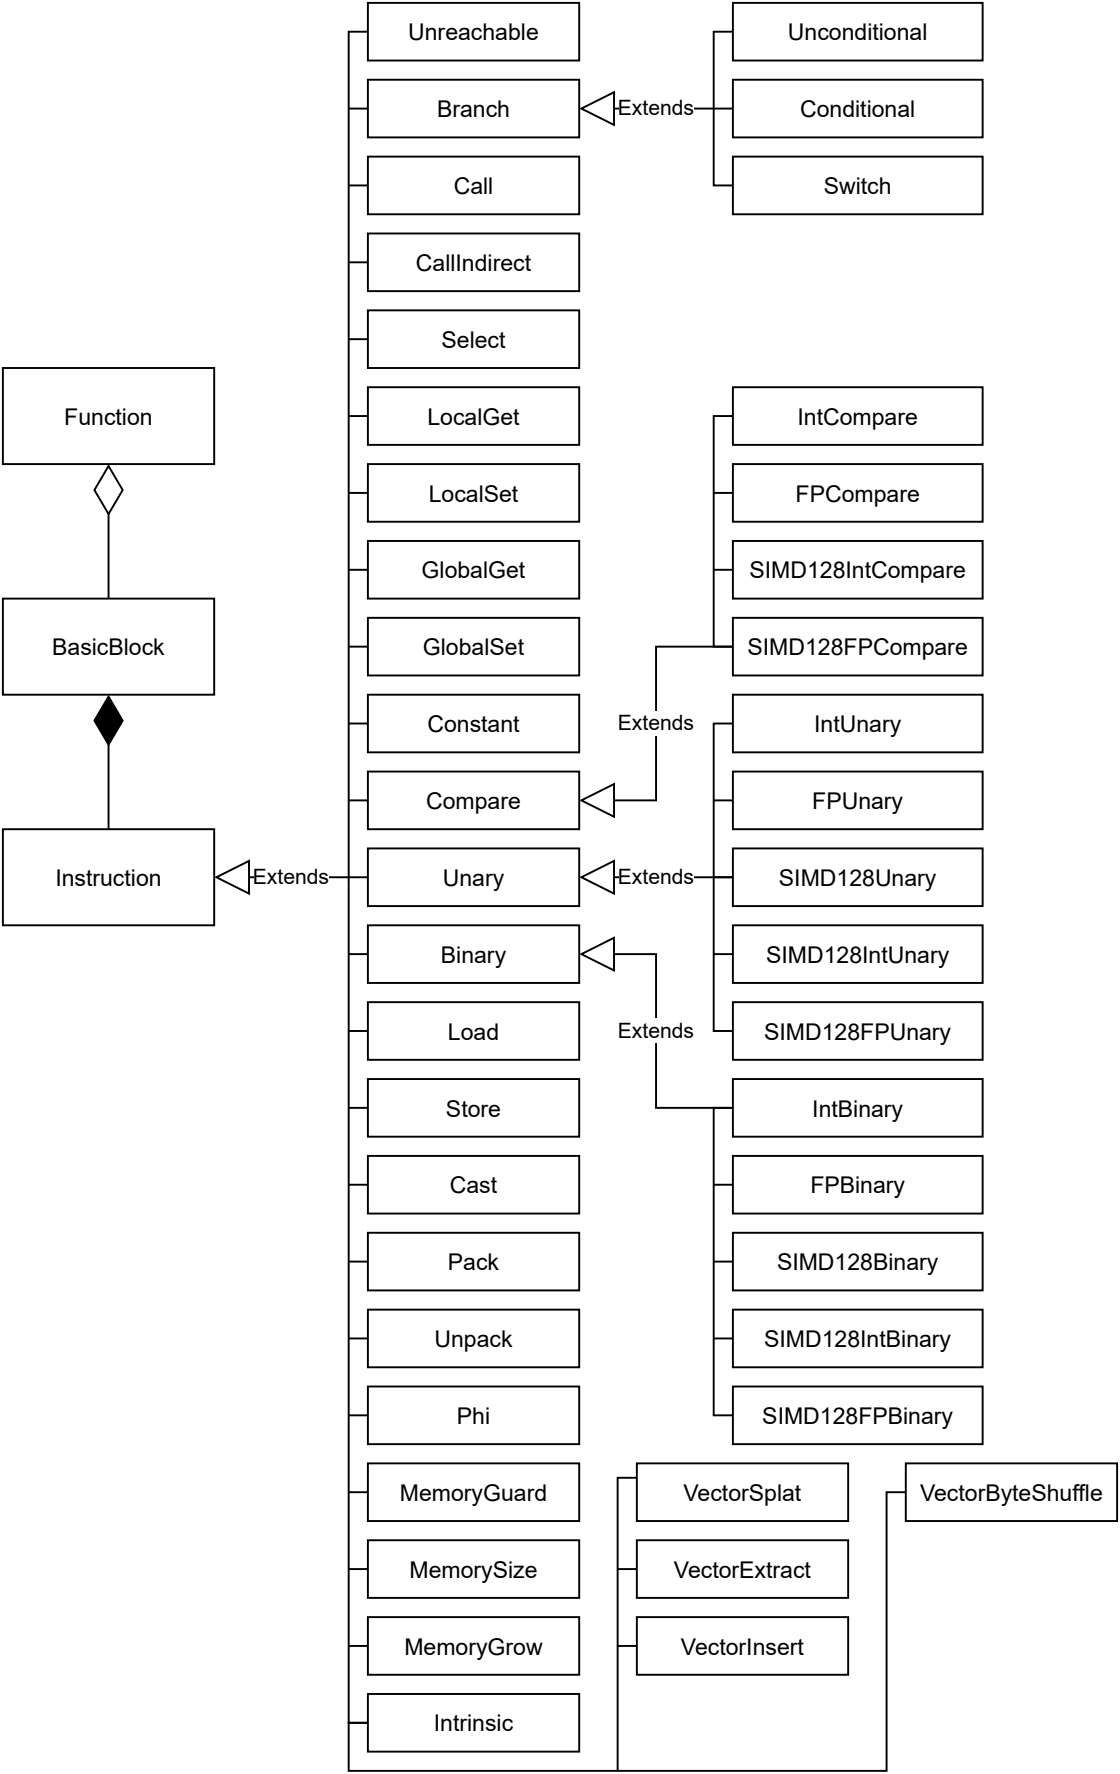 Unreachable
Unconditional
Branch
Extends
Conditional
Call
Switch
CallIndirect
Select
Function
LocalGet
IntCompare
LocalSet
FPCompare
GlobalGet
SIMD128IntCompare
BasicBlock
GlobalSet
SIMD128FPCompare
Constant
Extends
IntUnary
Compare
FPUnary
Instruction
Extends
Unary
Extends
SIMD128Unary
Binary
SIMD128IntUnary
Load
Extends
SIMD128FPUnary
Store
IntBinary
Cast
FPBinary
Pack
SIMD128Binary
Unpack
SIMD128IntBinary
Phi
SIMD128FPBinary
MemoryGuard
VectorSplat
VectorByteShuffle
MemorySize
VectorExtract
MemoryGrow
VectorInsert
Intrinsic